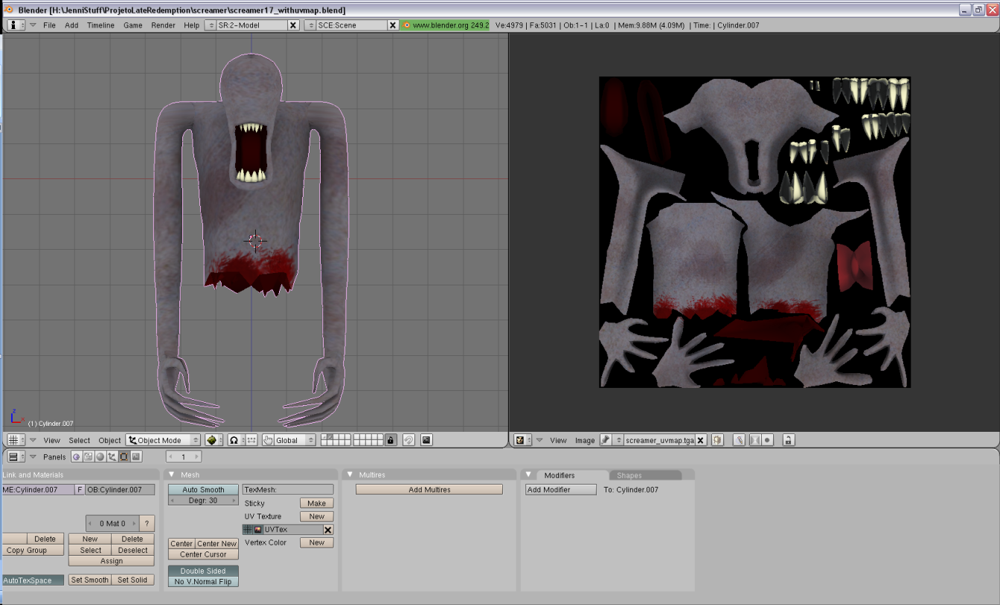 Blender [H:\JenniStuff\ProjetoLateRedemption\screamer\screamer17_withuvmap.blend]
File Add Timeline Game Render Help SR:2-Model SCE:Scene www.blender.org 249.2 Ve:4979 | Fa:5031 | Ob:1-1 | La:0 | Mem:9.88M (4.09M) | Time: | Cylinder.007
z
x
(1) Cylinder.007
View Select Object Object Mode Global View Image screamer_uvmap.tga
Panels 1
Link and Materials Mesh Multires Modifiers Shapes
ME:Cylinder.007 F OB:Cylinder.007 Auto Smooth TexMesh: Add Multires Add Modifier To: Cylinder.007
Degr: 30 Sticky Make
UV Texture New
0 Mat 0 ? UVTex
Delete New Delete Center Center New Vertex Color New
Copy Group Select Deselect Center Cursor
Assign
Double Sided
AutoTexSpace Set Smooth Set Solid No V.Normal Flip